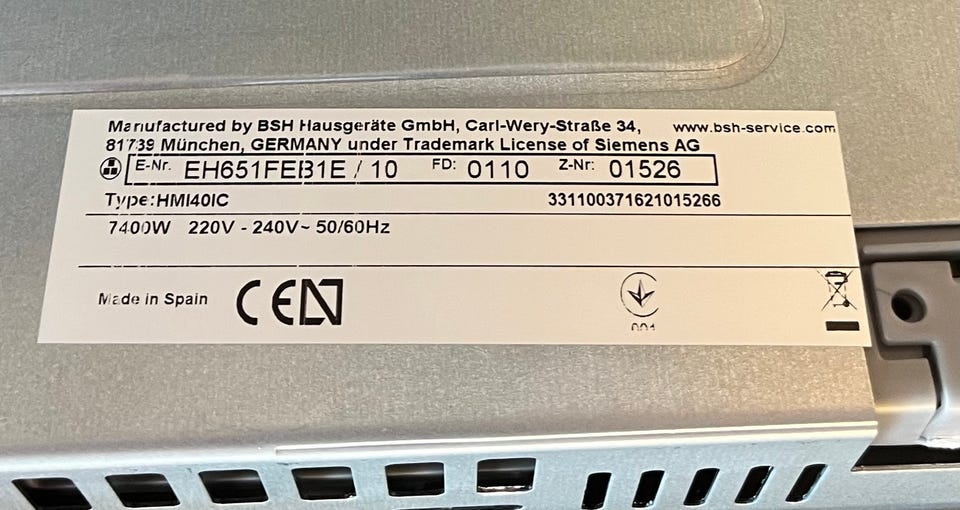 Manufactured by BSH Hausgeräte GmbH, Carl-Wery-Straße 34, www.bsh-service.com
81739 München, GERMANY under Trademark License of Siemens AG
E-Nr. EH651FEB1E / 10 FD: 0110 Z-Nr: 01526
Type:HMI40IC 331100371621015266
7400W 220V - 240V~ 50/60Hz
Made in Spain CE
001